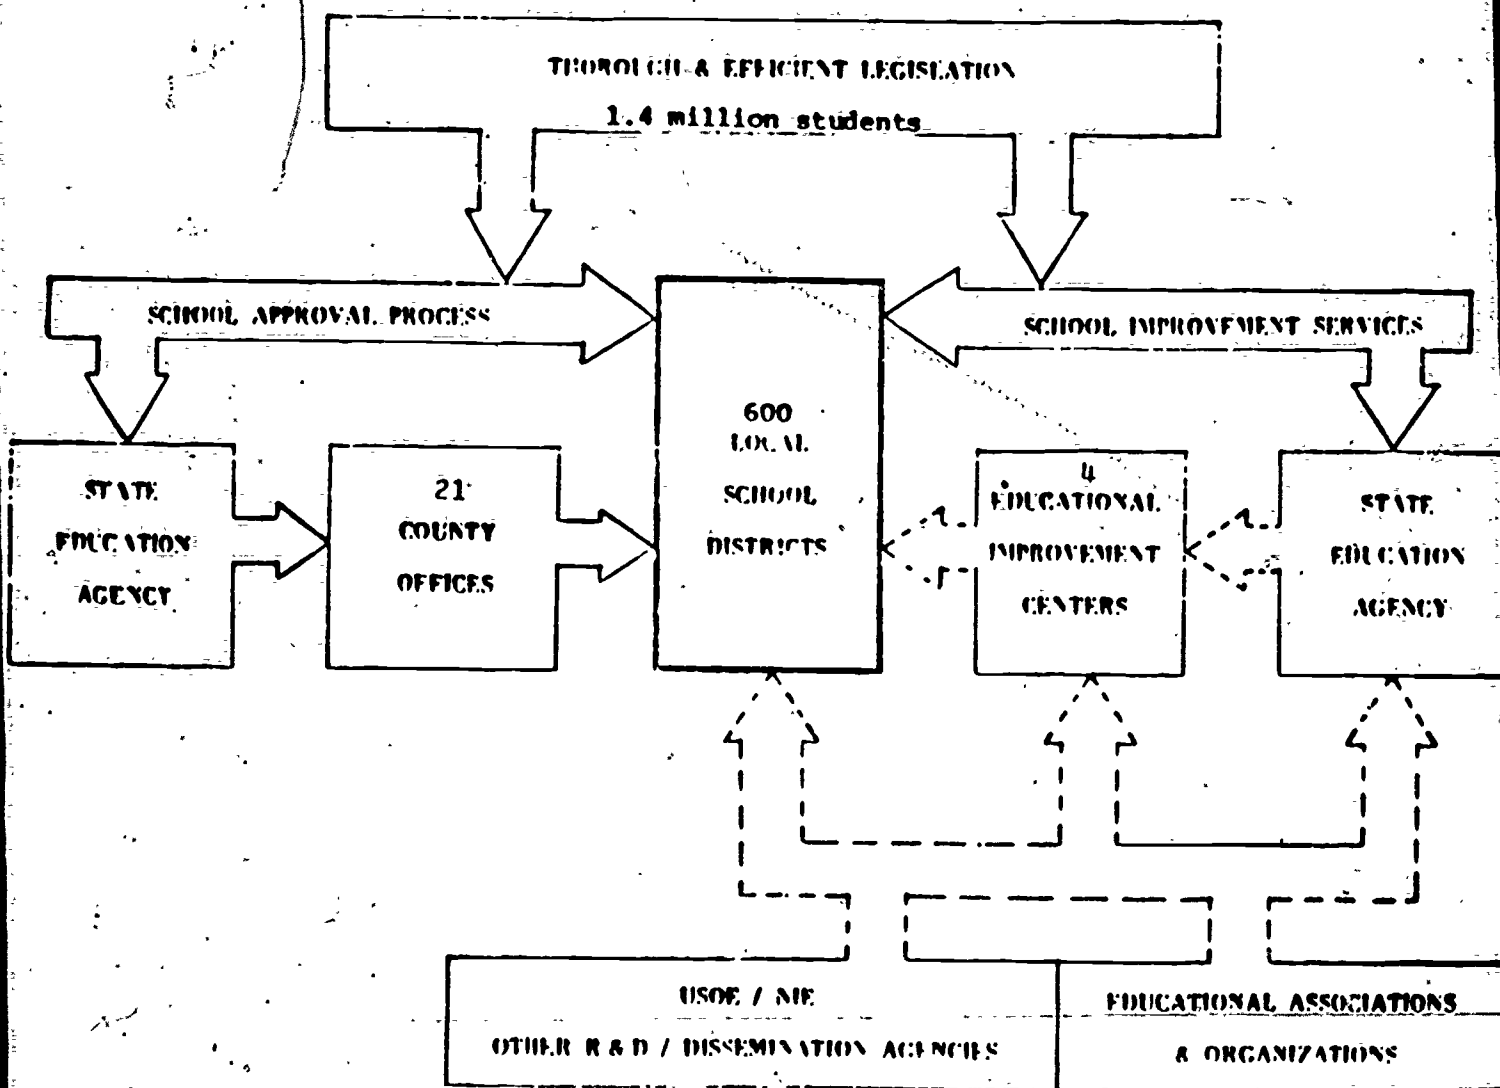 THOROUGH & EFFICIENT LEGISLATION
1.4 million students
SCHOOL APPROVAL PROCESS
SCHOOL IMPROVEMENT SERVICES
STATE
EDUCATION
AGENCY
21
COUNTY
OFFICES
600
LOCAL
SCHOOL
DISTRICTS
4
EDUCATIONAL
IMPROVEMENT
CENTERS
STATE
EDUCATION
AGENCY
USOE / NIE
OTHER R & D / DISSEMINATION AGENCIES
EDUCATIONAL ASSOCIATIONS
& ORGANIZATIONS